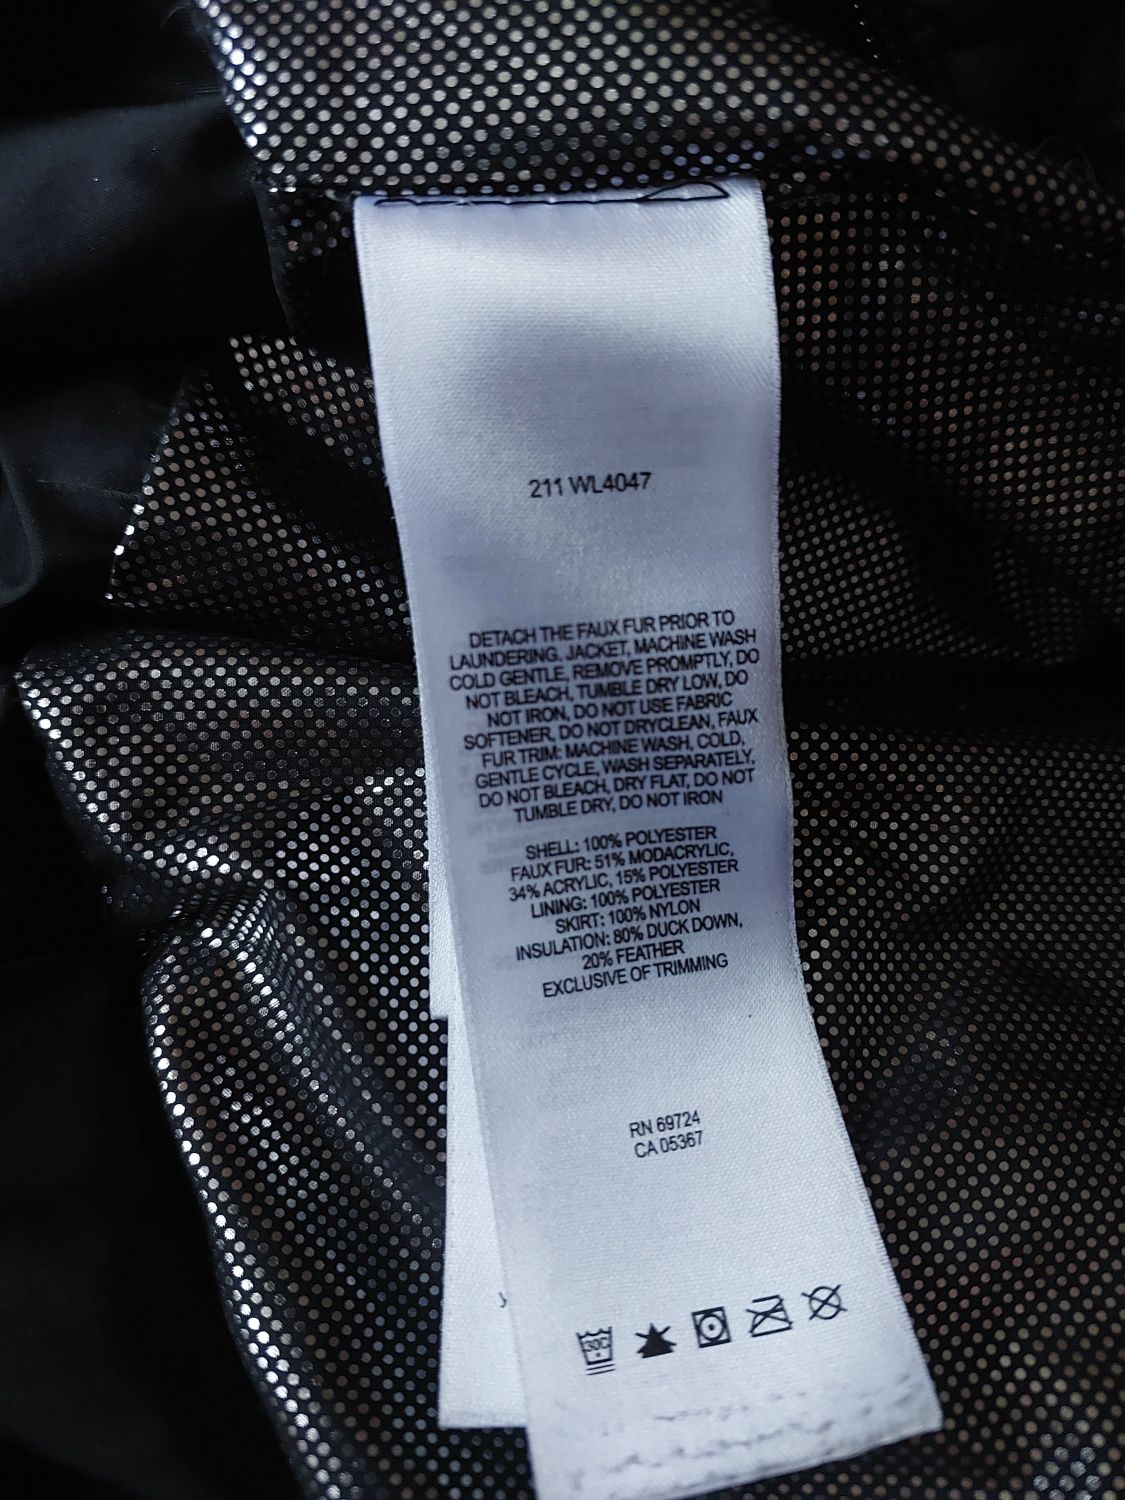 211 WL4047
DETACH THE FAUX FUR PRIOR TO
LAUNDERING. JACKET, MACHINE WASH
COLD GENTLE, REMOVE PROMPTLY, DO
NOT BLEACH, TUMBLE DRY LOW, DO
NOT IRON, DO NOT USE FABRIC
SOFTENER, DO NOT DRYCLEAN, FAUX
FUR TRIM: MACHINE WASH, COLD,
GENTLE CYCLE, WASH SEPARATELY,
DO NOT BLEACH, DRY FLAT, DO NOT
TUMBLE DRY, DO NOT IRON
SHELL: 100% POLYESTER
FAUX FUR: 51% MODACRYLIC,
34% ACRYLIC, 15% POLYESTER
LINING: 100% POLYESTER
SKIRT: 100% NYLON
INSULATION: 80% DUCK DOWN,
20% FEATHER
EXCLUSIVE OF TRIMMING
RN 69724
CA 05367
30C